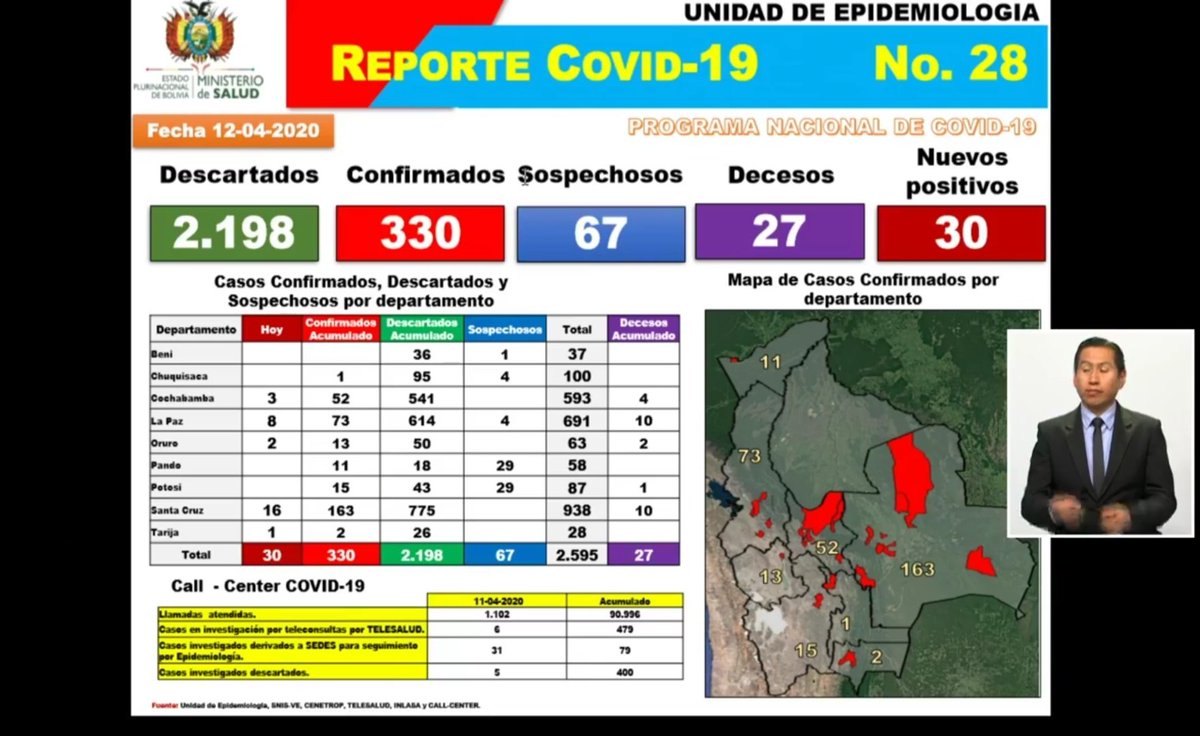 ESTADO
PLURINACIONAL
DE BOLIVIA
MINISTERIO
de SALUD
UNIDAD DE EPIDEMIOLOGIA
REPORTE COVID-19 No. 28
Fecha 12-04-2020
PROGRAMA NACIONAL DE COVID-19
Descartados Confirmados Sospechosos Decesos Nuevos positivos
2.198 330 67 27 30
Casos Confirmados, Descartados y
Sospechosos por departamento
Departamento Hoy Confirmados Acumulado Descartados Acumulado Sospechosos Total Decesos Acumulado
Beni 36 1 37
Chuquisaca 1 95 4 100
Cochabamba 3 52 541 593 4
La Paz 8 73 614 4 691 10
Oruro 2 13 50 63 2
Pando 11 18 29 58
Potosi 15 43 29 87 1
Santa Cruz 16 163 775 938 10
Tarija 1 2 26 28
Total 30 330 2.198 67 2.595 27
Mapa de Casos Confirmados por
departamento
11
73
52
163
13
1
15
2
Call - Center COVID-19
11-04-2020 Acumulado
Llamadas atendidas. 1.102 90.996
Casos en investigación por teleconsultas por TELESALUD. 6 479
Casos investigados derivados a SEDES para seguimiento
por Epidemiología. 31 79
Casos investigados descartados. 5 400
Fuente: Unidad de Epidemiología, SNIS-VE, CENETROP, TELESALUD, INLASA y CALL-CENTER.